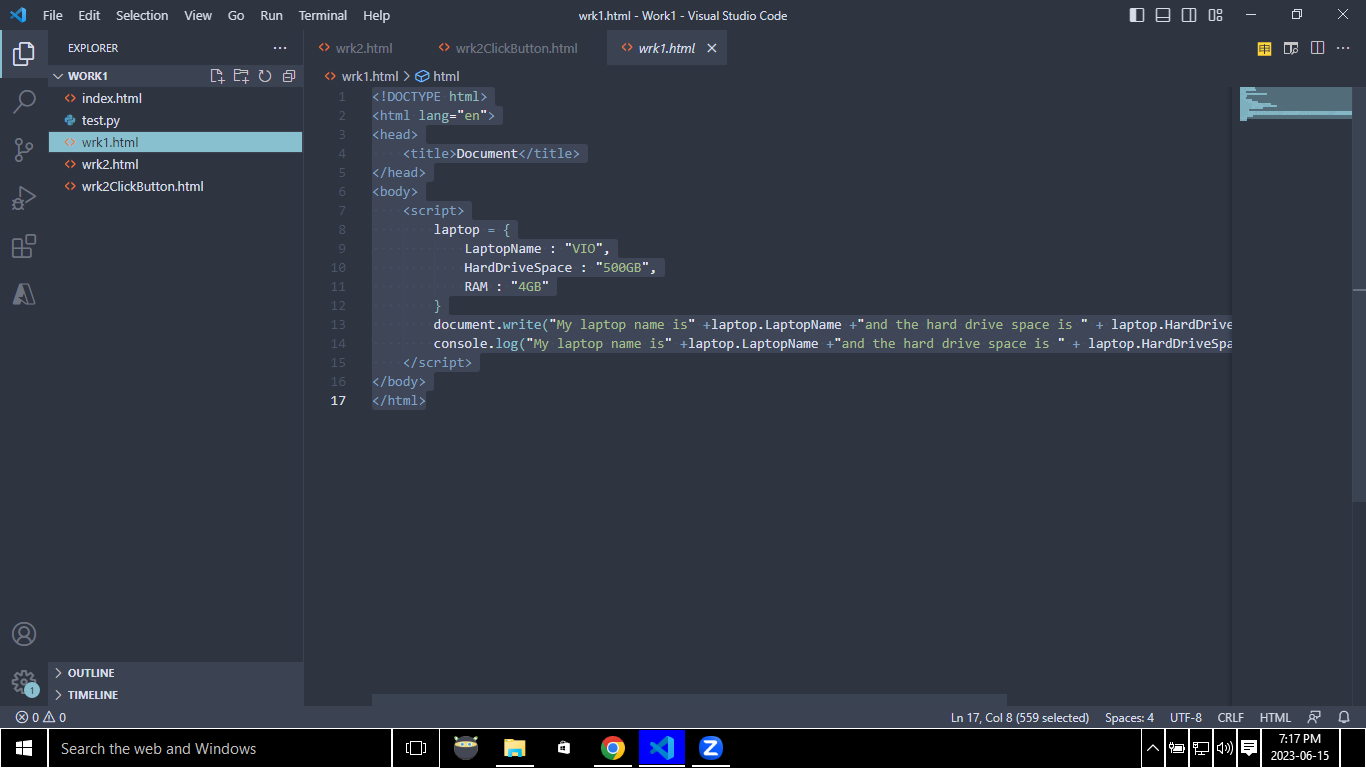 File Edit Selection View Go Run Terminal Help wrk1.html - Work1 - Visual Studio Code
EXPLORER
WORK1
index.html
test.py
wrk1.html
wrk2.html
wrk2ClickButton.html
OUTLINE
TIMELINE
wrk2.html wrk2ClickButton.html wrk1.html
wrk1.html > html
1 <!DOCTYPE html>
2 <html lang="en">
3 <head>
4 <title>Document</title>
5 </head>
6 <body>
7 <script>
8 laptop = {
9 LaptopName : "VIO",
10 HardDriveSpace : "500GB",
11 RAM : "4GB"
12 }
13 document.write("My laptop name is" +laptop.LaptopName +"and the hard drive space is " + laptop.HardDrive
14 console.log("My laptop name is" +laptop.LaptopName +"and the hard drive space is " + laptop.HardDriveSpa
15 </script>
16 </body>
17 </html>
1
0 0 Ln 17, Col 8 (559 selected) Spaces: 4 UTF-8 CRLF HTML
Search the web and Windows
7:17 PM
2023-06-15